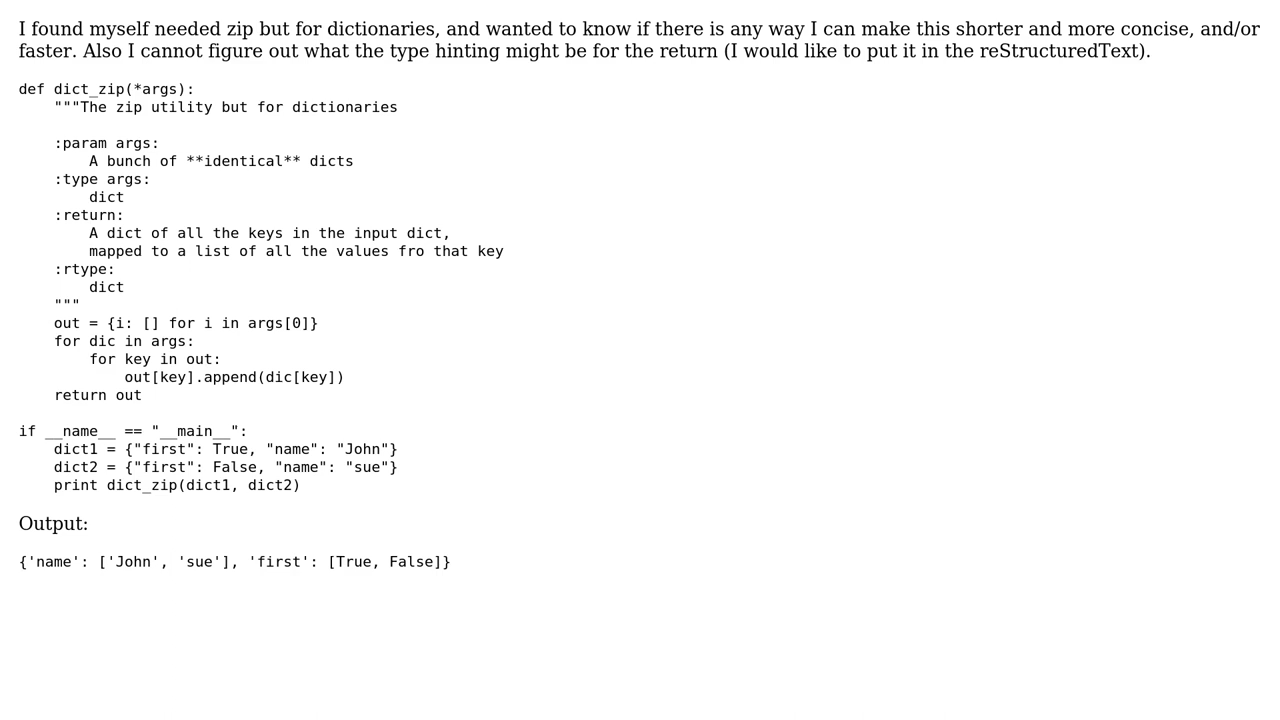 I found myself needed zip but for dictionaries, and wanted to know if there is any way I can make this shorter and more concise, and/or
faster. Also I cannot figure out what the type hinting might be for the return (I would like to put it in the reStructuredText).
def dict_zip(*args):
    """The zip utility but for dictionaries
    :param args:
        A bunch of **identical** dicts
    :type args:
        dict
    :return:
        A dict of all the keys in the input dict,
        mapped to a list of all the values fro that key
    :rtype:
        dict
    """
    out = {i: [] for i in args[0]}
    for dic in args:
        for key in out:
            out[key].append(dic[key])
    return out
if __name__ == "__main__":
    dict1 = {"first": True, "name": "John"}
    dict2 = {"first": False, "name": "sue"}
    print dict_zip(dict1, dict2)
Output:
{'name': ['John', 'sue'], 'first': [True, False]}